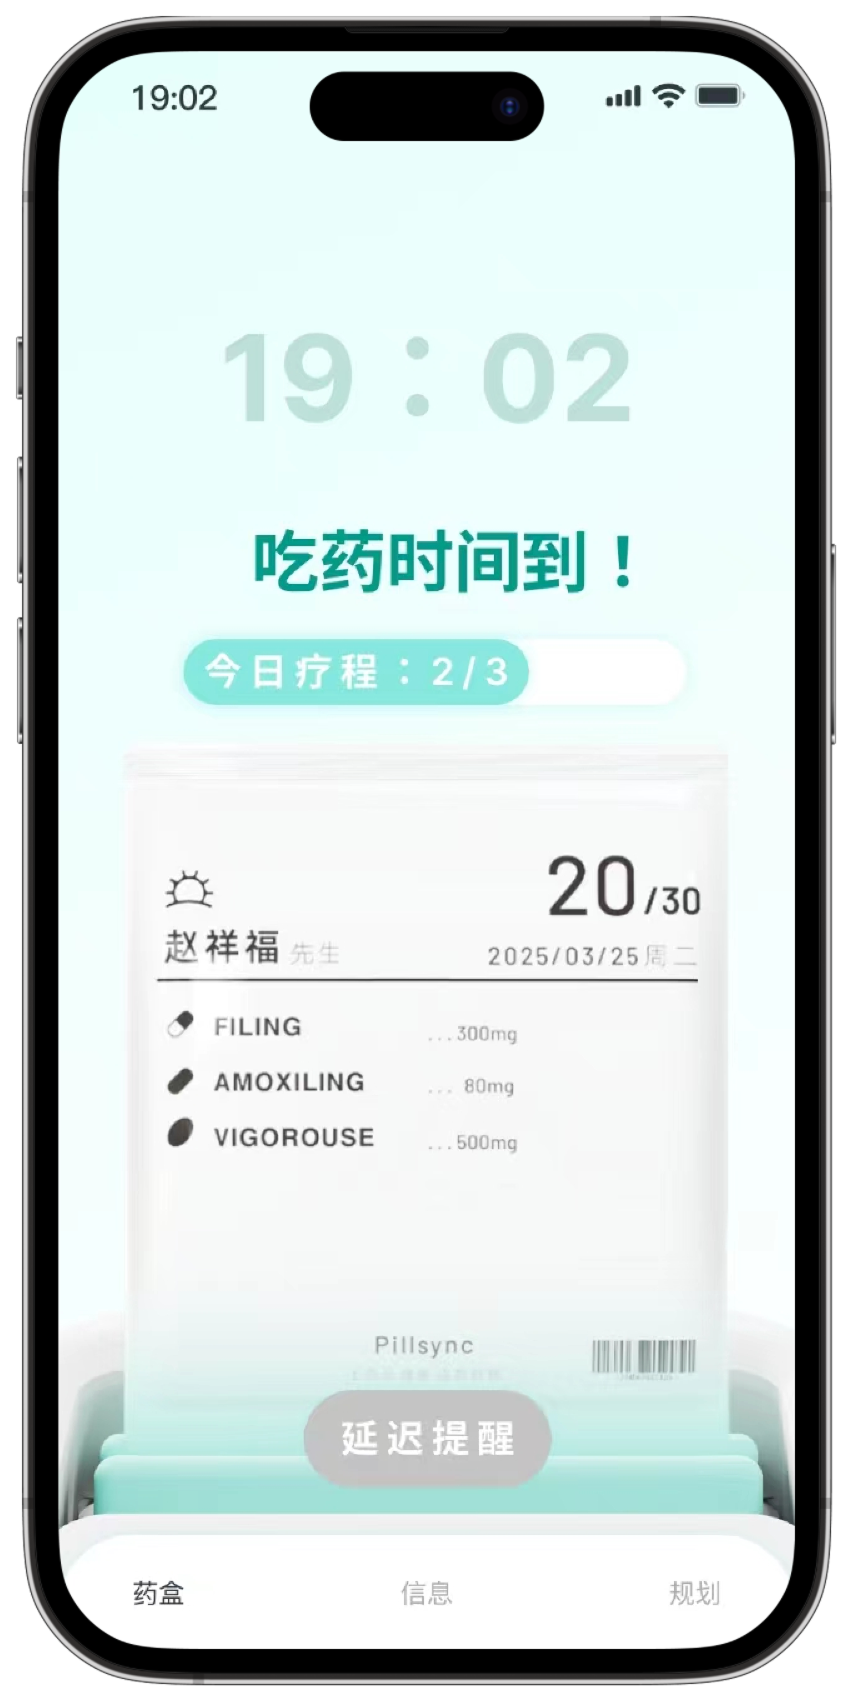 19:02
19：02
吃药时间到！
今日疗程：2/3
20/30
赵祥福 先生
2025/03/25周二
FILING ...300mg
AMOXILING ... 80mg
VIGOROUSE ...500mg
Pillsync
延迟提醒
药盒 信息 规划